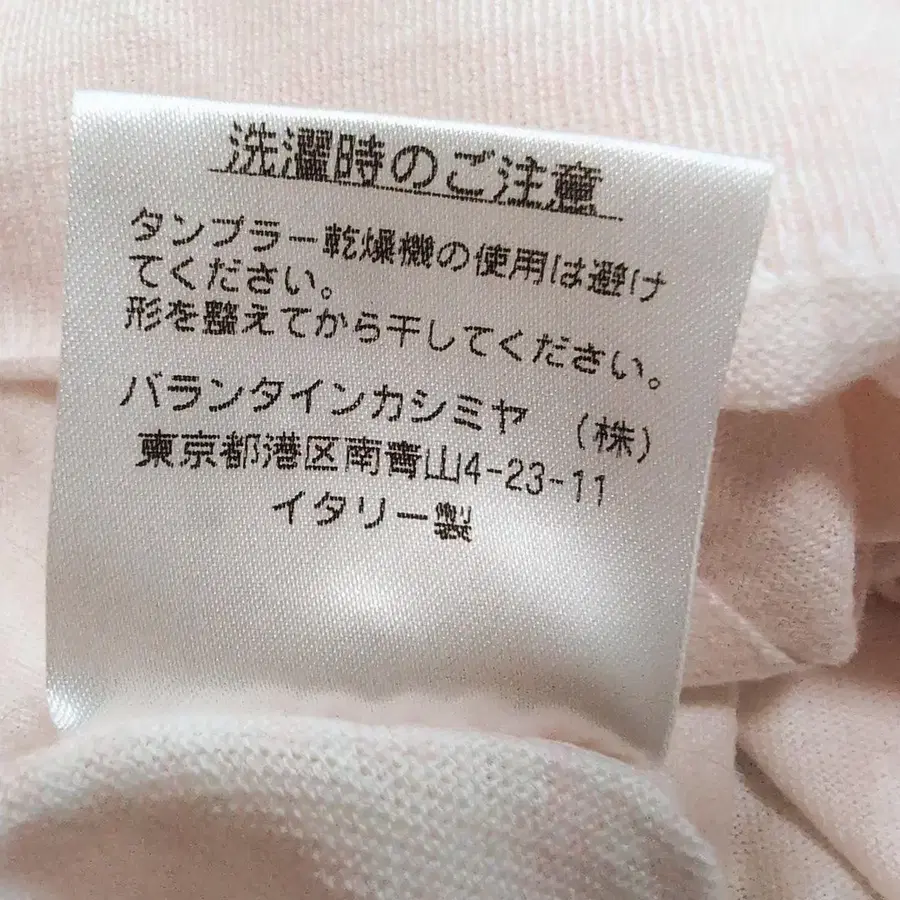 洗濯時のご注意
タンブラー乾燥機の使用は避け
てください。
形を整えてから干してください。
バランタインカシミヤ (株)
東京都港区南青山4-23-11
イタリー製